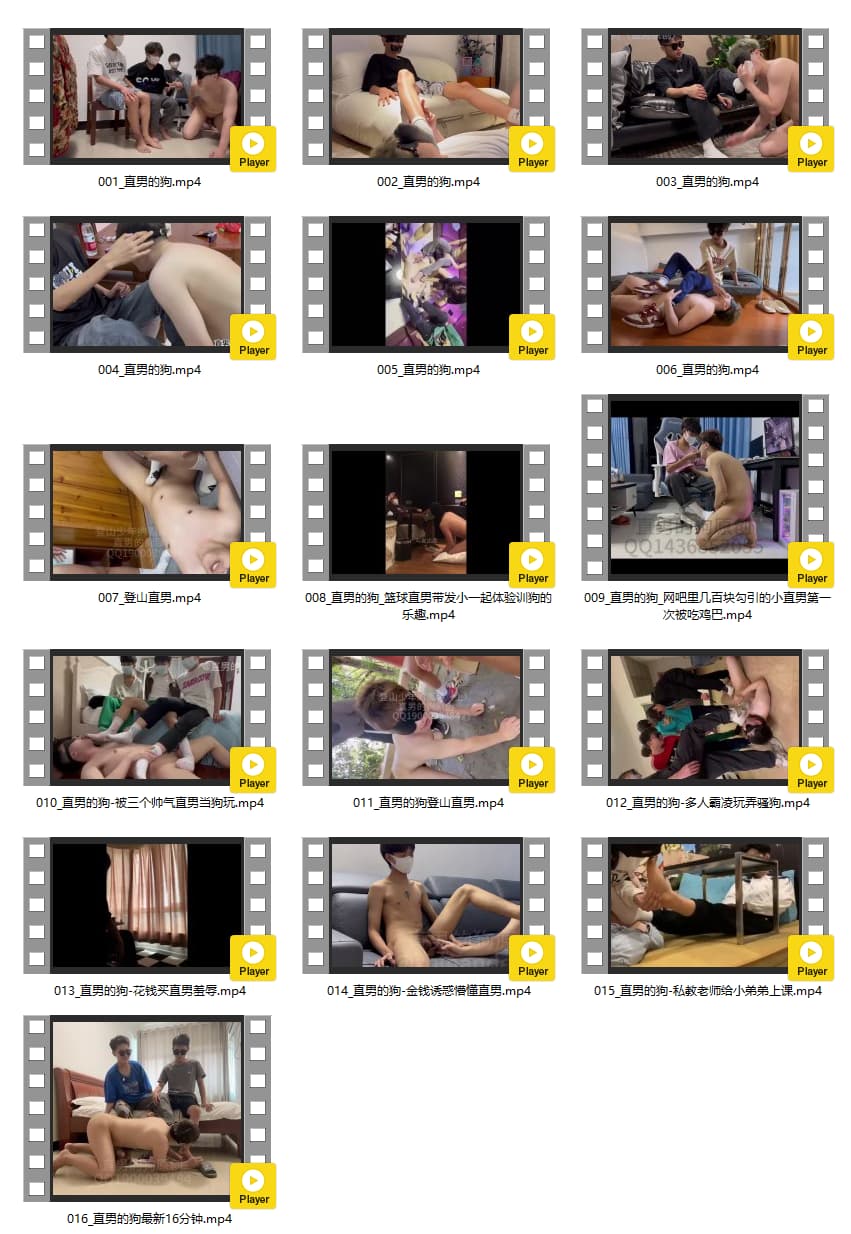 Player
001_直男的狗.mp4
Player
002_直男的狗.mp4
Player
003_直男的狗.mp4
Player
004_直男的狗.mp4
Player
005_直男的狗.mp4
Player
006_直男的狗.mp4
Player
007_登山直男.mp4
Player
008_直男的狗_篮球直男带发小一起体验训狗的
乐趣.mp4
Player
009_直男的狗_网吧里几百块勾引的小直男第一
次被吃鸡巴.mp4
Player
010_直男的狗-被三个帅气直男当狗玩.mp4
Player
011_直男的狗登山直男.mp4
Player
012_直男的狗-多人霸凌玩弄骚狗.mp4
Player
013_直男的狗-花钱买直男羞辱.mp4
Player
014_直男的狗-金钱诱惑懵懂直男.mp4
Player
015_直男的狗-私教老师给小弟弟上课.mp4
Player
016_直男的狗最新16分钟.mp4